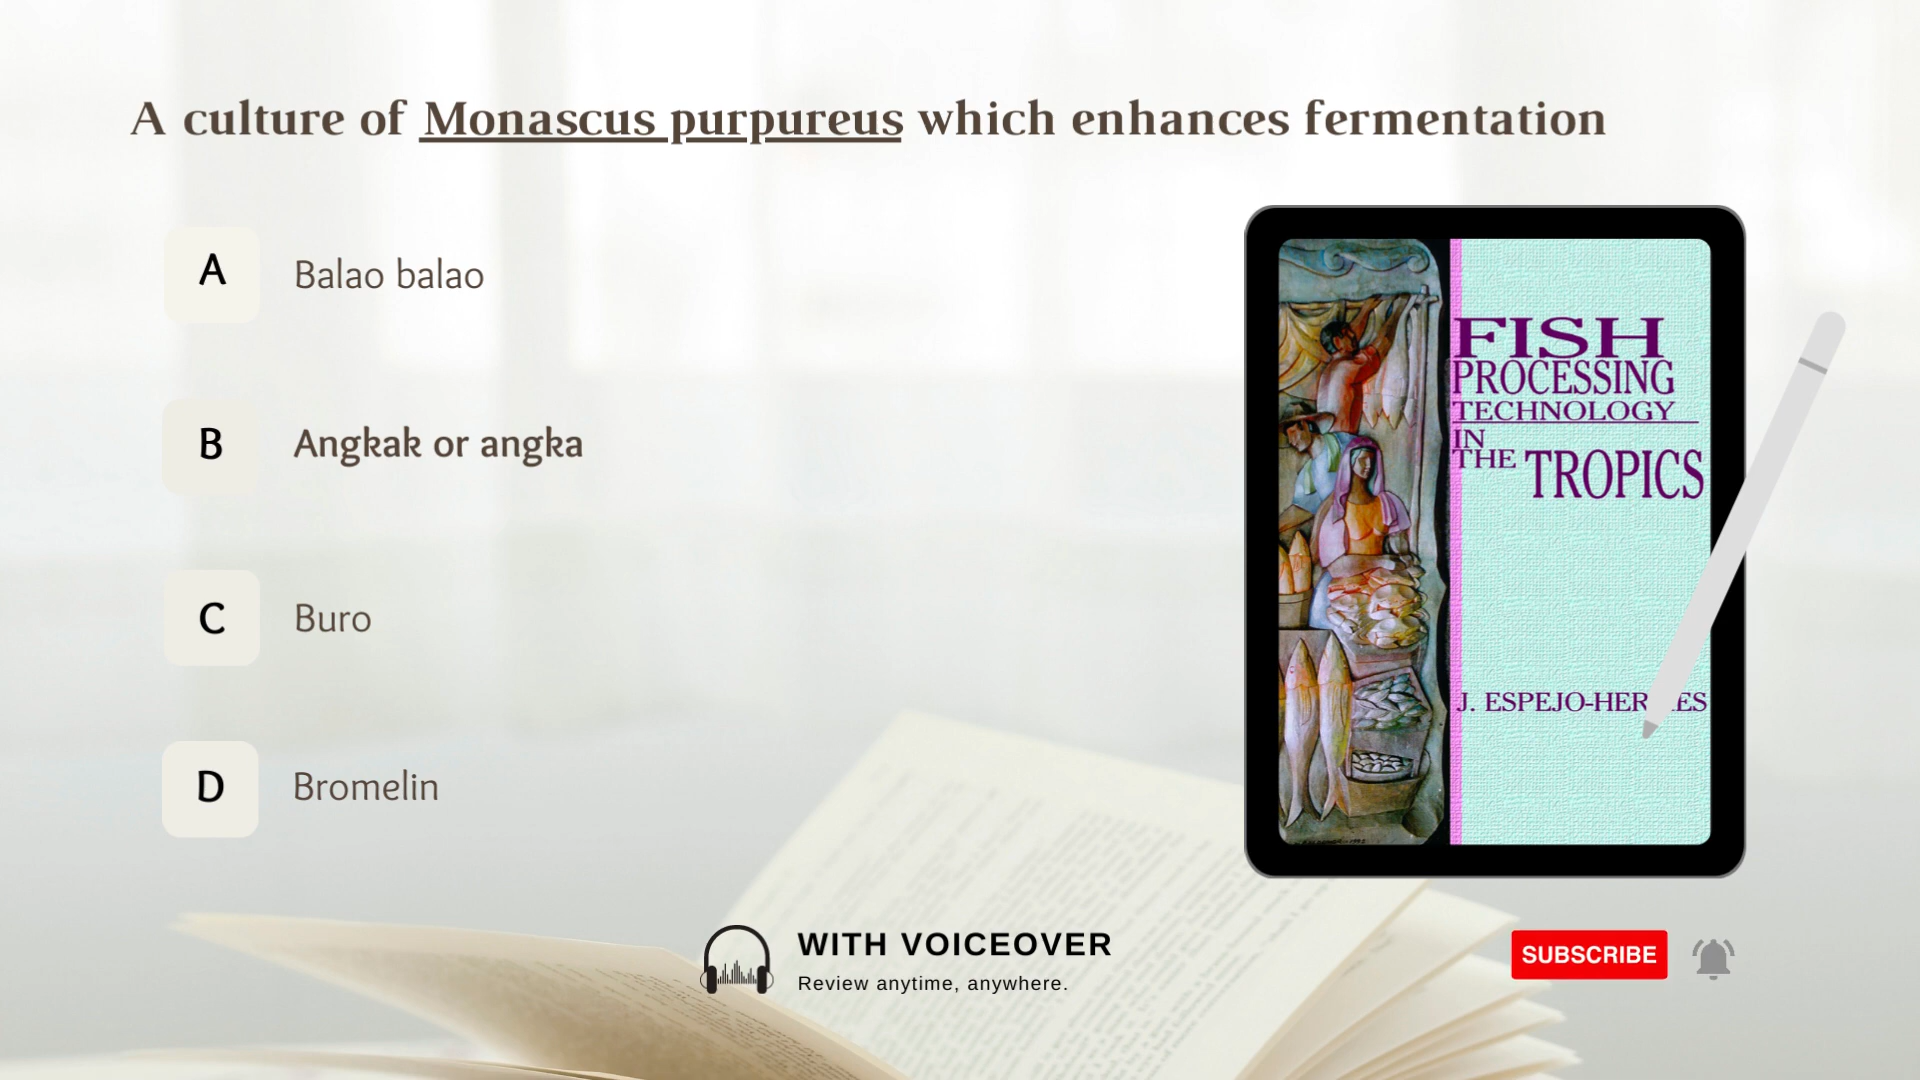 A culture of Monascus purpureus which enhances fermentation
A
Balao balao
B
Angkak or angka
C
Buro
D
Bromelin
FISH
PROCESSING
TECHNOLOGY
IN
THE TROPICS
J. ESPEJO-HER ES
WITH VOICEOVER
Review anytime, anywhere.
SUBSCRIBE